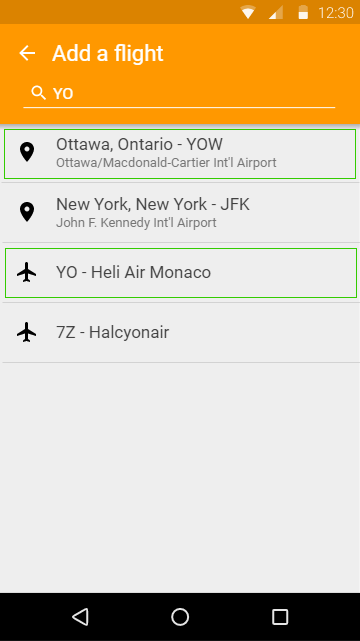 12:30
Add a flight
YO
Ottawa, Ontario - YOW
Ottawa/Macdonald-Cartier Int'l Airport
New York, New York - JFK
John F. Kennedy Int'l Airport
YO - Heli Air Monaco
7Z - Halcyonair